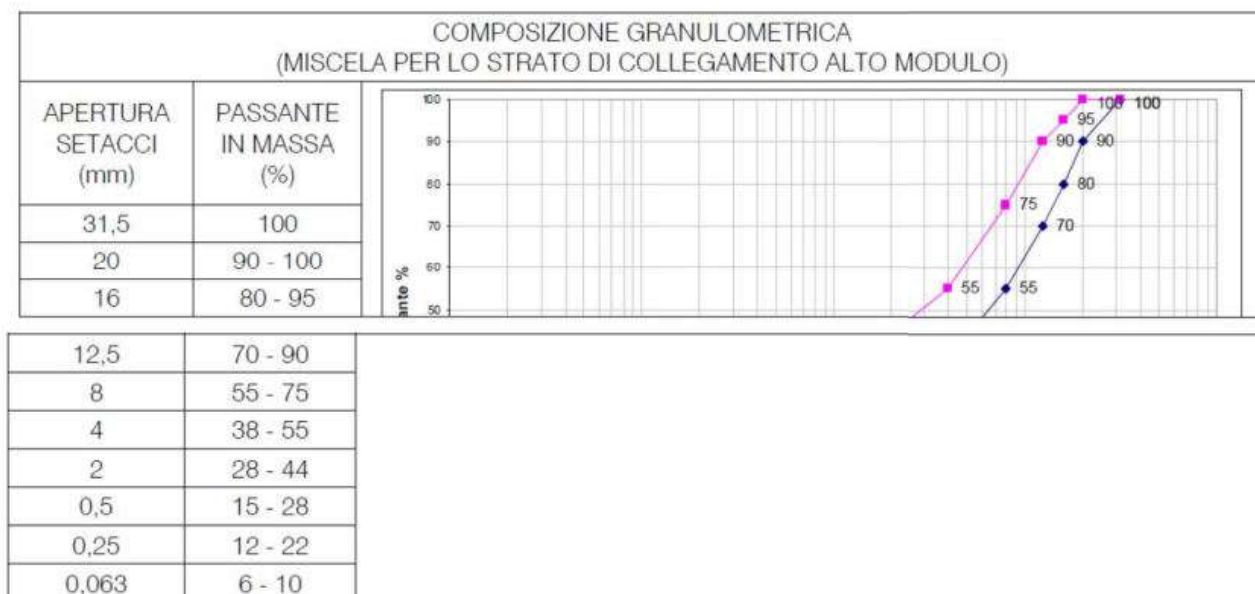 COMPOSIZIONE GRANULOMETRICA
(MISCELA PER LO STRATO DI COLLEGAMENTO ALTO MODULO)
APERTURA SETACCI (mm) PASSANTE IN MASSA (%)
31,5 100
20 90 - 100
16 80 - 95
100
90
80
70
60
50
ante %
100 100
95
90 90
80
75
70
55 55
12,5 70 - 90
8 55 - 75
4 38 - 55
2 28 - 44
0,5 15 - 28
0,25 12 - 22
0,063 6 - 10